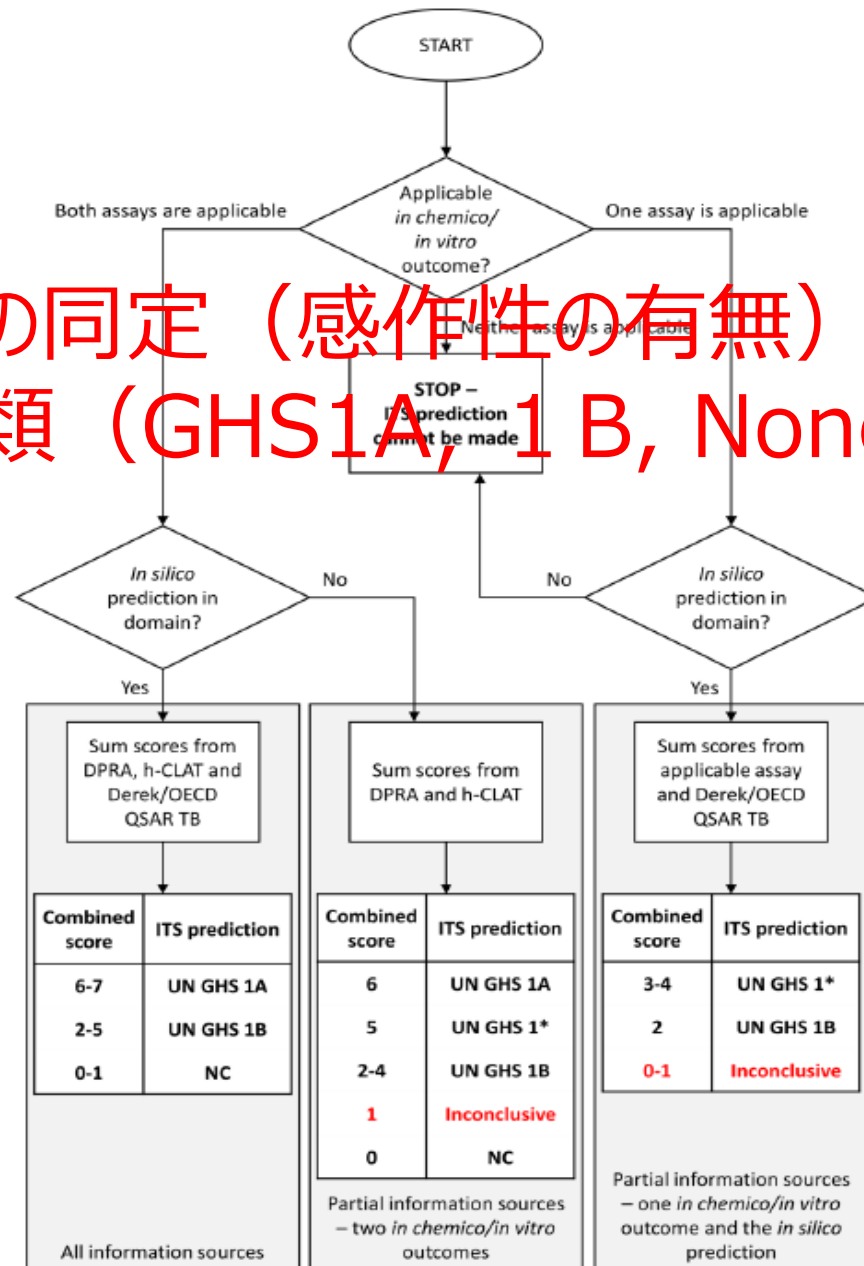 START
Applicable
in chemico/
in vitro
outcome?
Both assays are applicable
One assay is applicable
Neither assay is applicable
の同定（感作性の有無）
類（GHS1A, １B, None
STOP –
ITS prediction
cannot be made
In silico
prediction in
domain?
No
No
In silico
prediction in
domain?
Yes
Yes
Sum scores from
DPRA, h-CLAT and
Derek/OECD
QSAR TB
Combined score ITS prediction
6-7 UN GHS 1A
2-5 UN GHS 1B
0-1 NC
All information sources
Sum scores from
DPRA and h-CLAT
Combined score ITS prediction
6 UN GHS 1A
5 UN GHS 1*
2-4 UN GHS 1B
1 Inconclusive
0 NC
Partial information sources
– two in chemico/in vitro
outcomes
Sum scores from
applicable assay
and Derek/OECD
QSAR TB
Combined score ITS prediction
3-4 UN GHS 1*
2 UN GHS 1B
0-1 Inconclusive
Partial information sources
– one in chemico/in vitro
outcome and the in silico
prediction